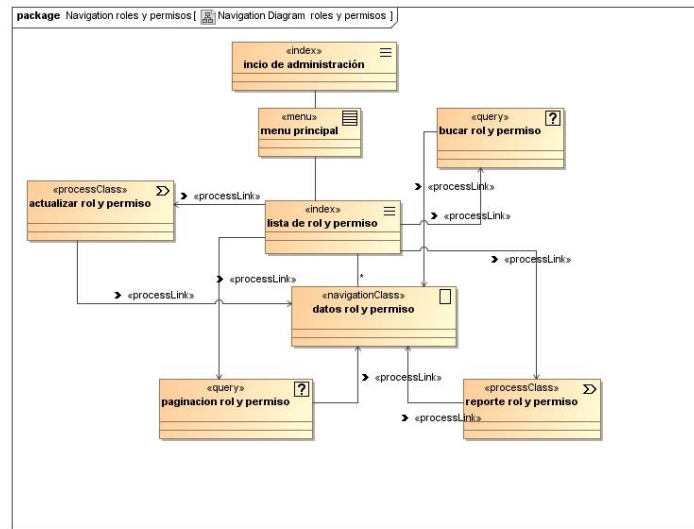 package Navigation roles y permisos [ Navigation Diagram roles y permisos ]
«index»
incio de administración
«menu»
menu principal
«query»
bucar rol y permiso
«processClass»
actualizar rol y permiso
«processLink»
«index»
lista de rol y permiso
«processLink»
«processLink»
«processLink»
*
«processLink»
«navigationClass»
datos rol y permiso
«query»
paginacion rol y permiso
«processLink»
«processClass»
reporte rol y permiso
«processLink»